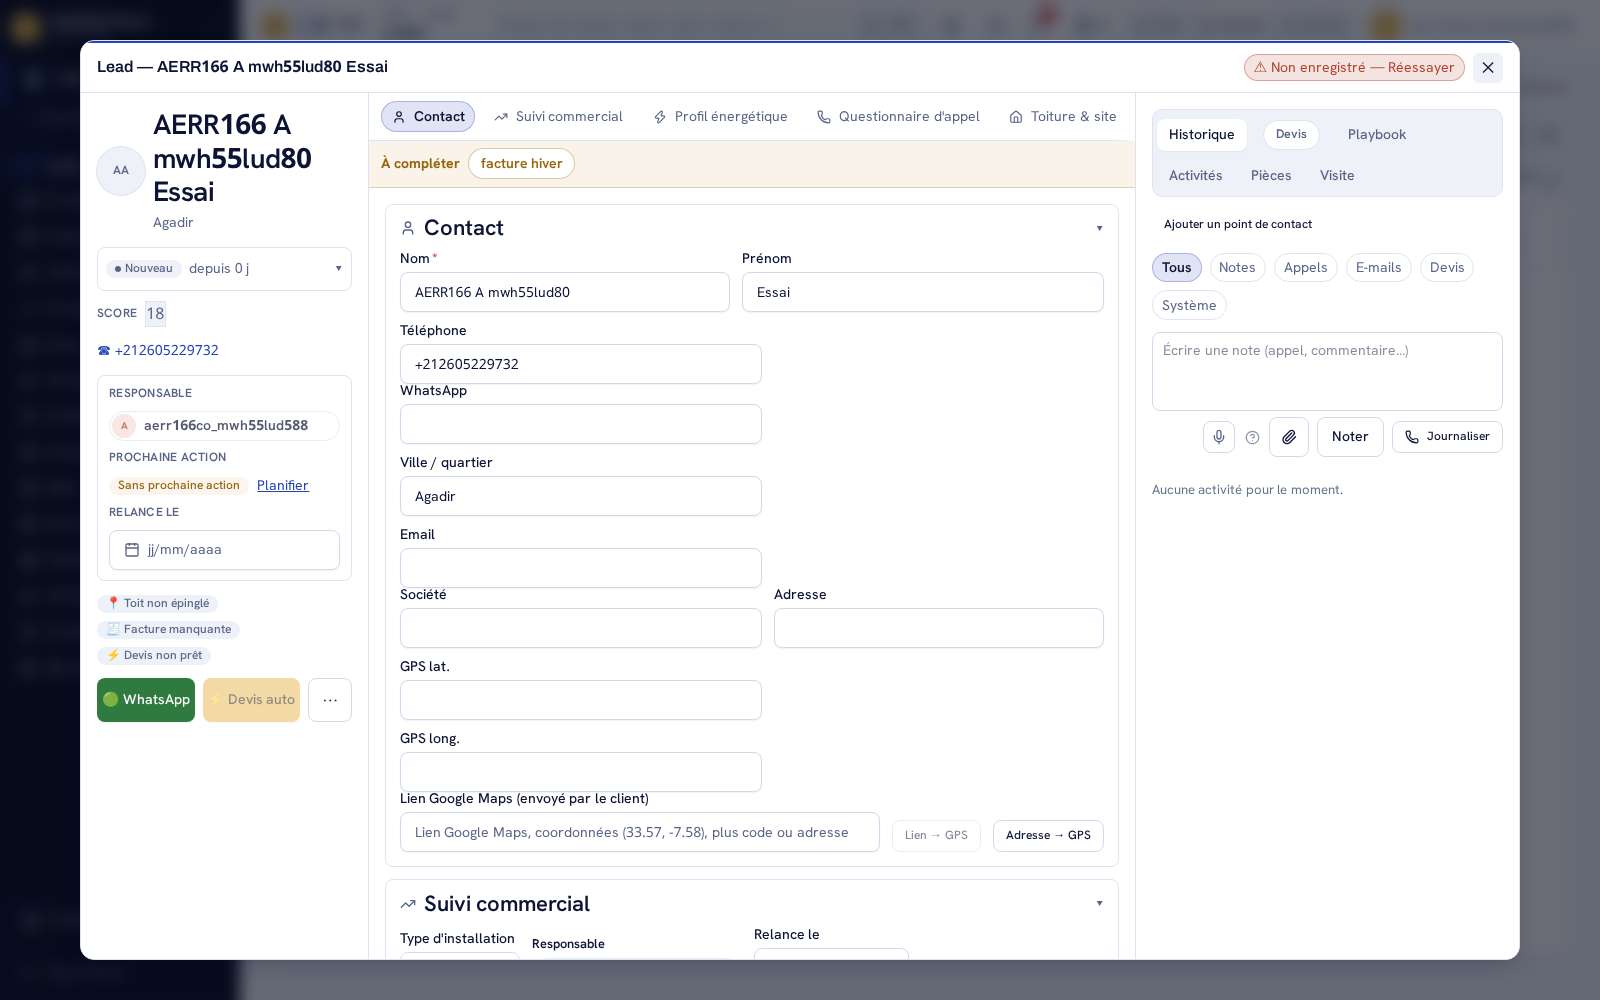 Lead — AERR166 A mwh55lud80 Essai
⚠ Non enregistré — Réessayer
AA
AERR166 A
mwh55lud80
Essai
Agadir
Nouveau depuis 0 j
SCORE 18
☎ +212605229732
RESPONSABLE
A aerr166co_mwh55lud588
PROCHAINE ACTION
Sans prochaine action Planifier
RELANCE LE
jj/mm/aaaa
📍 Toit non épinglé
🧾 Facture manquante
⚡ Devis non prêt
🟢 WhatsApp ⚡ Devis auto ...
Contact Suivi commercial Profil énergétique Questionnaire d'appel Toiture & site
À compléter facture hiver
Contact
Nom * Prénom
AERR166 A mwh55lud80 Essai
Téléphone
+212605229732
WhatsApp
Ville / quartier
Agadir
Email
Société Adresse
GPS lat.
GPS long.
Lien Google Maps (envoyé par le client)
Lien Google Maps, coordonnées (33.57, -7.58), plus code ou adresse Lien → GPS Adresse → GPS
Suivi commercial
Type d'installation Responsable Relance le
Historique Devis Playbook
Activités Pièces Visite
Ajouter un point de contact
Tous Notes Appels E-mails Devis
Système
Écrire une note (appel, commentaire...)
Noter Journaliser
Aucune activité pour le moment.